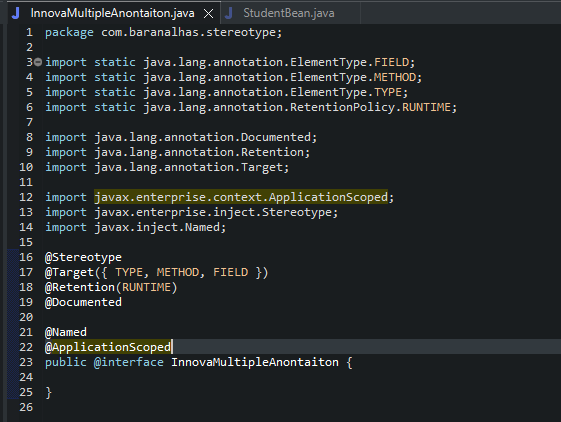 InnovaMultipleAnontaiton.java StudentBean.java
1 package com.baranalhas.stereotype;
2
3 import static java.lang.annotation.ElementType.FIELD;
4 import static java.lang.annotation.ElementType.METHOD;
5 import static java.lang.annotation.ElementType.TYPE;
6 import static java.lang.annotation.RetentionPolicy.RUNTIME;
7
8 import java.lang.annotation.Documented;
9 import java.lang.annotation.Retention;
10 import java.lang.annotation.Target;
11
12 import javax.enterprise.context.ApplicationScoped;
13 import javax.enterprise.inject.Stereotype;
14 import javax.inject.Named;
15
16 @Stereotype
17 @Target({ TYPE, METHOD, FIELD })
18 @Retention(RUNTIME)
19 @Documented
20
21 @Named
22 @ApplicationScoped
23 public @interface InnovaMultipleAnontaiton {
24
25 }
26